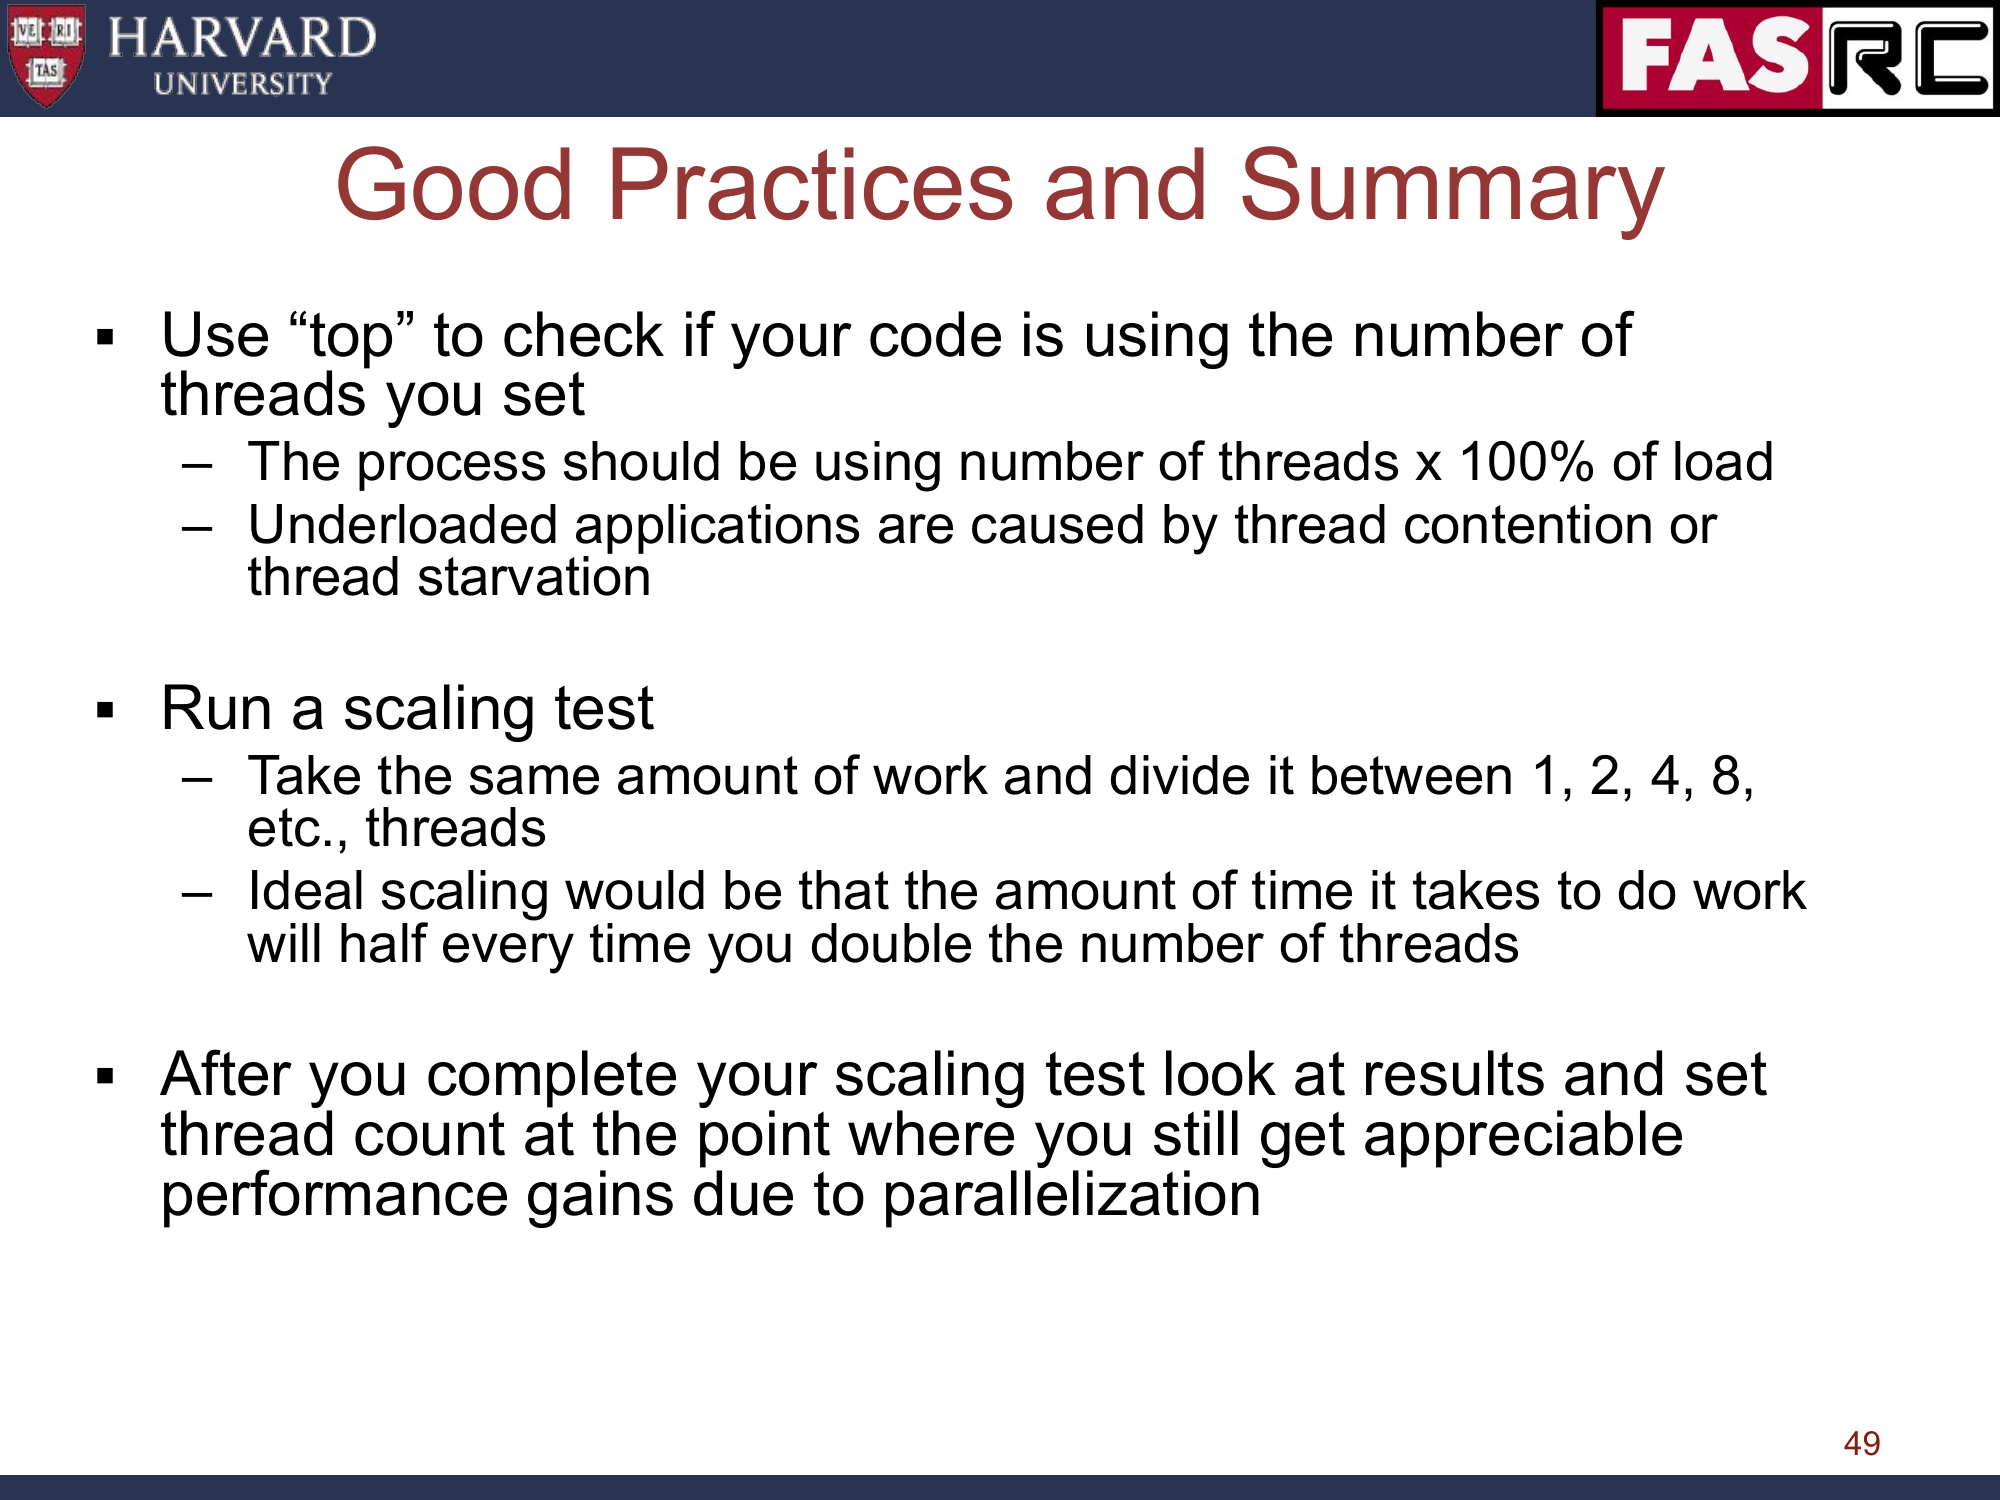 VE RI
TAS
HARVARD
UNIVERSITY
FAS RC
Good Practices and Summary
▪ Use “top” to check if your code is using the number of
threads you set
– The process should be using number of threads x 100% of load
– Underloaded applications are caused by thread contention or
thread starvation
▪ Run a scaling test
– Take the same amount of work and divide it between 1, 2, 4, 8,
etc., threads
– Ideal scaling would be that the amount of time it takes to do work
will half every time you double the number of threads
▪ After you complete your scaling test look at results and set
thread count at the point where you still get appreciable
performance gains due to parallelization
49